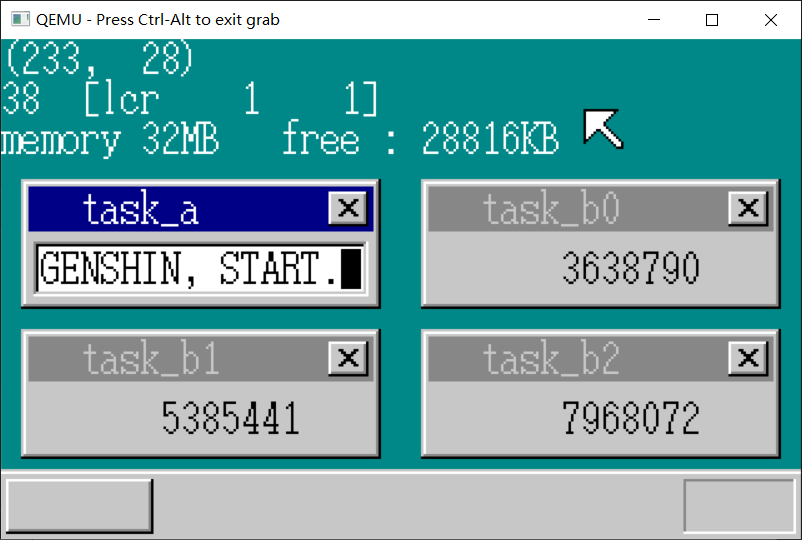 QEMU - Press Ctrl-Alt to exit grab
(233, 28)
38 [lcr 1 1]
memory 32MB free : 28816KB
task_a
task_b0
GENSHIN, START.
3638790
task_b1
task_b2
5385441
7968072